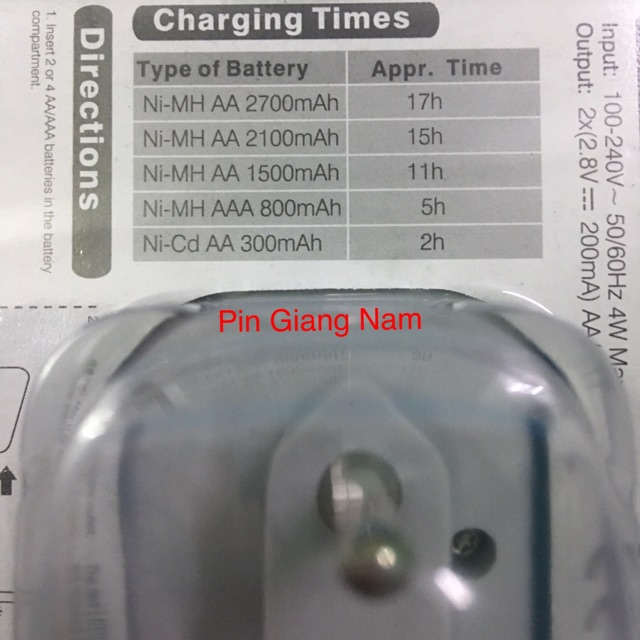 Charging Times
Type of Battery Appr. Time
Ni-MH AA 2700mAh 17h
Ni-MH AA 2100mAh 15h
Ni-MH AA 1500mAh 11h
Ni-MH AAA 800mAh 5h
Ni-Cd AA 300mAh 2h
Directions
1. Insert 2 or 4 AA/AAA batteries in the battery
compartment.
Input: 100-240V~ 50/60Hz 4W
Output: 2x(2.8V⎓ 200mA) AA
Pin Giang Nam